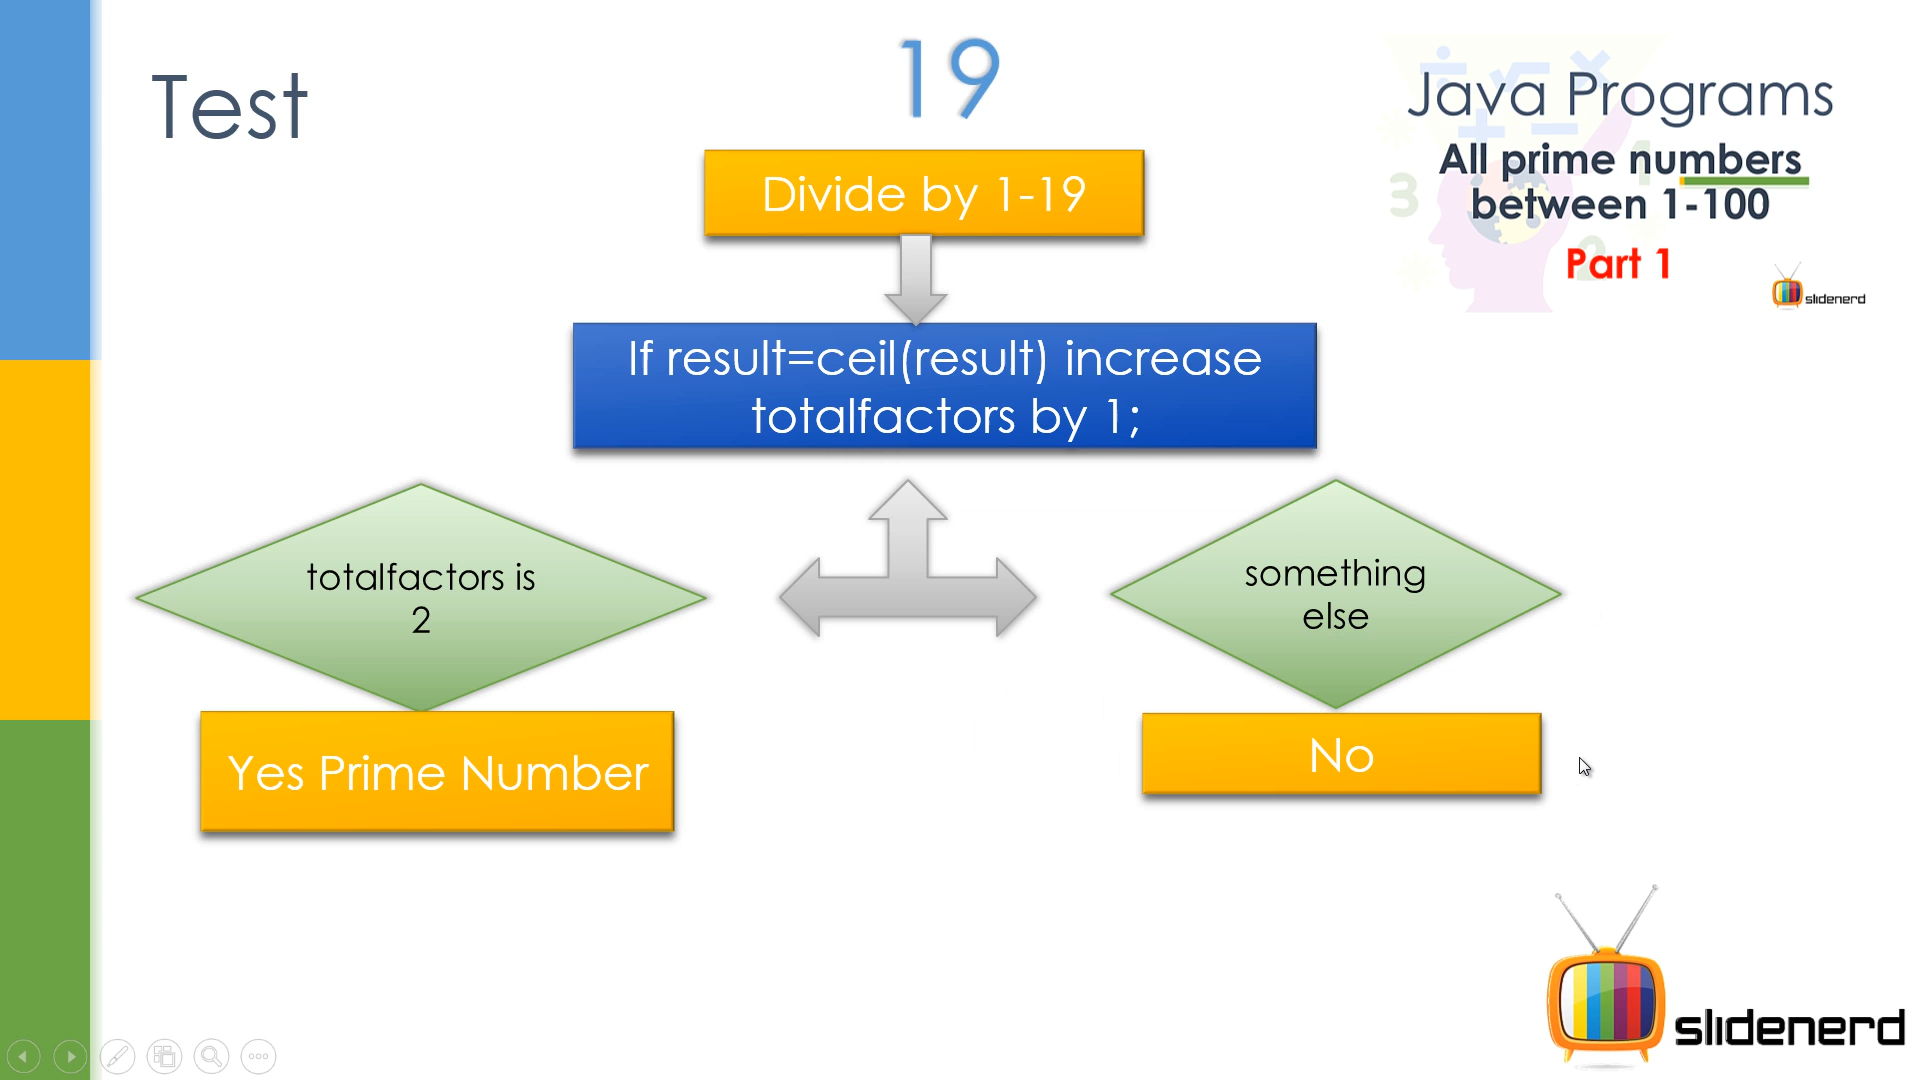 Test
19
Java Programs
All prime numbers
between 1-100
Part 1
slidenerd
Divide by 1-19
If result=ceil(result) increase
totalfactors by 1;
totalfactors is
2
something
else
Yes Prime Number
No
slidenerd